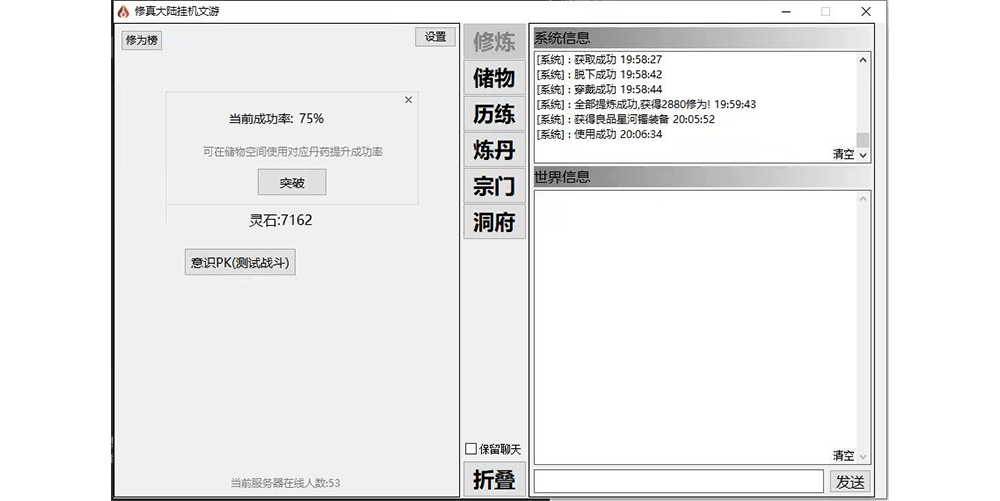 修真大陆挂机文游
修为榜
设置
当前成功率: 75%
可在储物空间使用对应丹药提升成功率
突破
灵石:7162
意识PK(测试战斗)
当前服务器在线人数:53
修炼
储物
历练
炼丹
宗门
洞府
保留聊天
折叠
系统信息
[系统] : 获取成功 19:58:27
[系统] : 脱下成功 19:58:42
[系统] : 穿戴成功 19:58:44
[系统] : 全部提炼成功,获得2880修为! 19:59:43
[系统] : 获得良品星河镯装备 20:05:52
[系统] : 使用成功 20:06:34
清空
世界信息
清空
发送